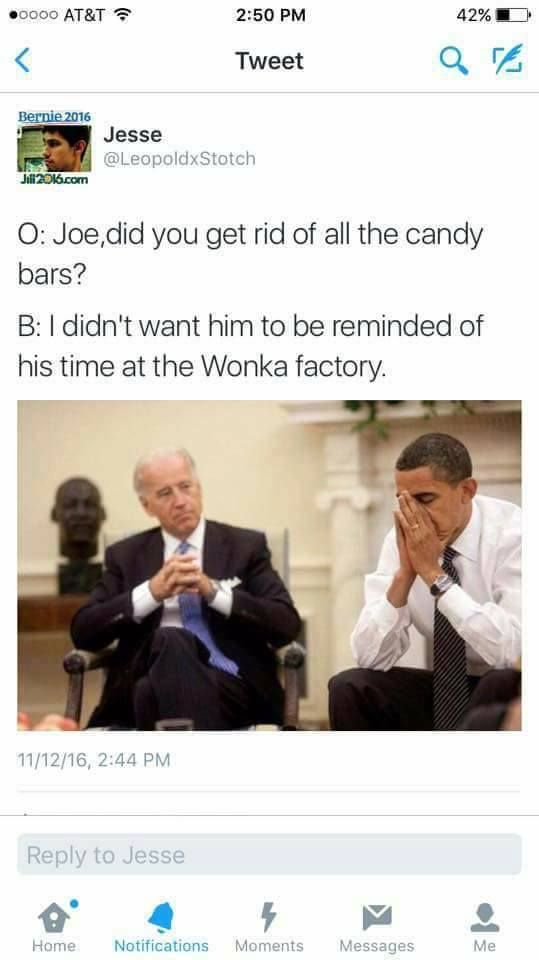 AT&T 2:50 PM 42%
Tweet
Bernie 2016
Jill2016.com
Jesse
@LeopoldxStotch
O: Joe,did you get rid of all the candy
bars?
B: I didn't want him to be reminded of
his time at the Wonka factory.
11/12/16, 2:44 PM
Reply to Jesse
Home Notifications Moments Messages Me